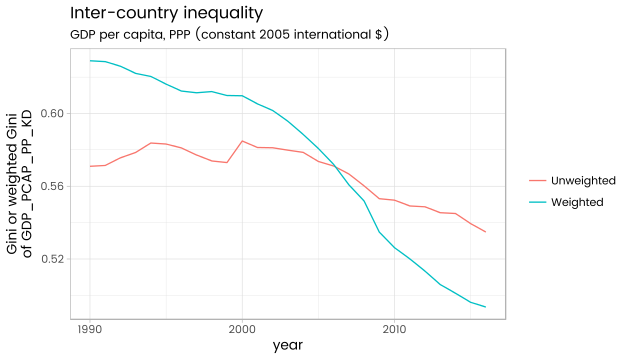 Inter-country inequality
GDP per capita, PPP (constant 2005 international $)
Gini or weighted Gini
of GDP_PCAP_PP_KD
0.60
0.56
0.52
1990
2000
2010
year
Unweighted
Weighted